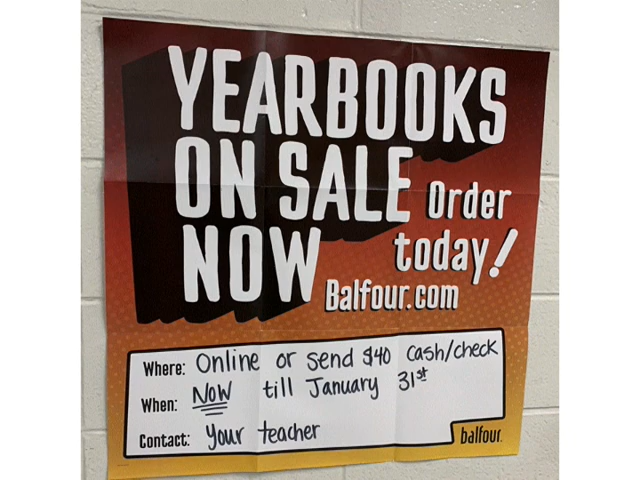 YEARBOOKS
ON SALE
Order
NOW
today!
Balfour.com
Where: Online or send $40 cash/check
When: Now till January 31st
Contact: Your teacher
balfour.